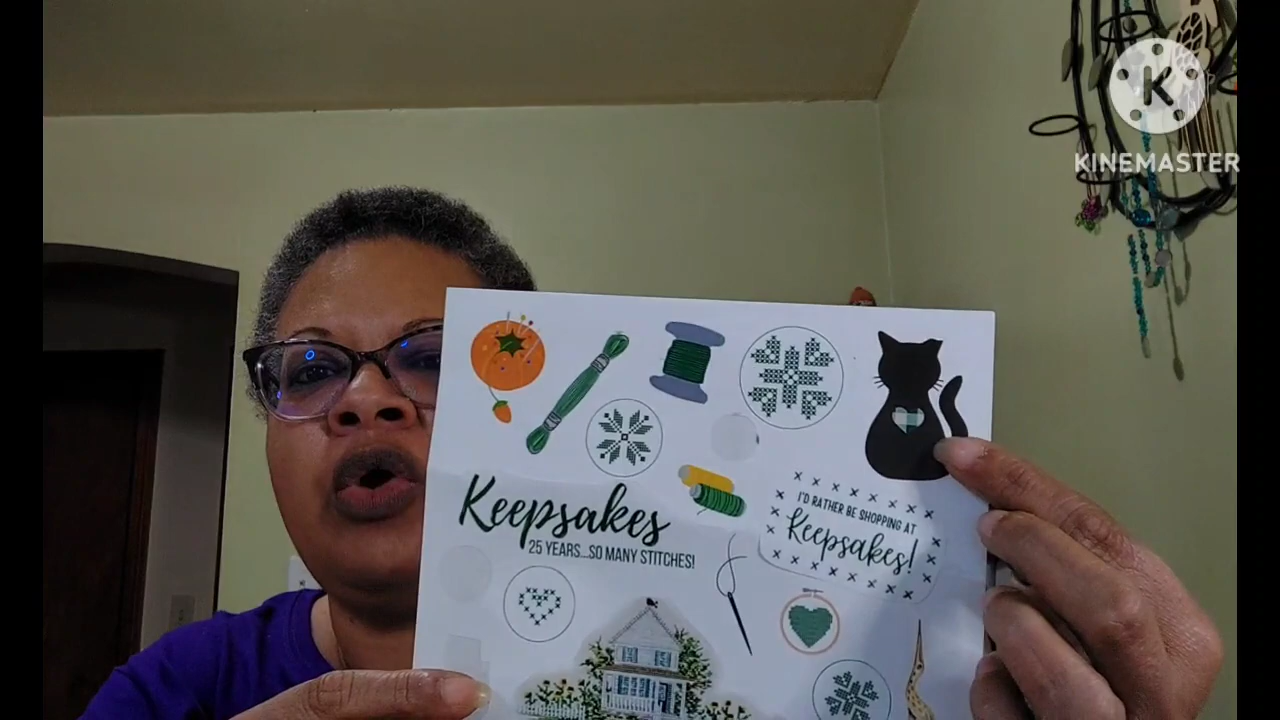 K
KINEMASTER
Keepsakes
25 YEARS...SO MANY STITCHES!
I'D RATHER BE SHOPPING AT
Keepsakes!